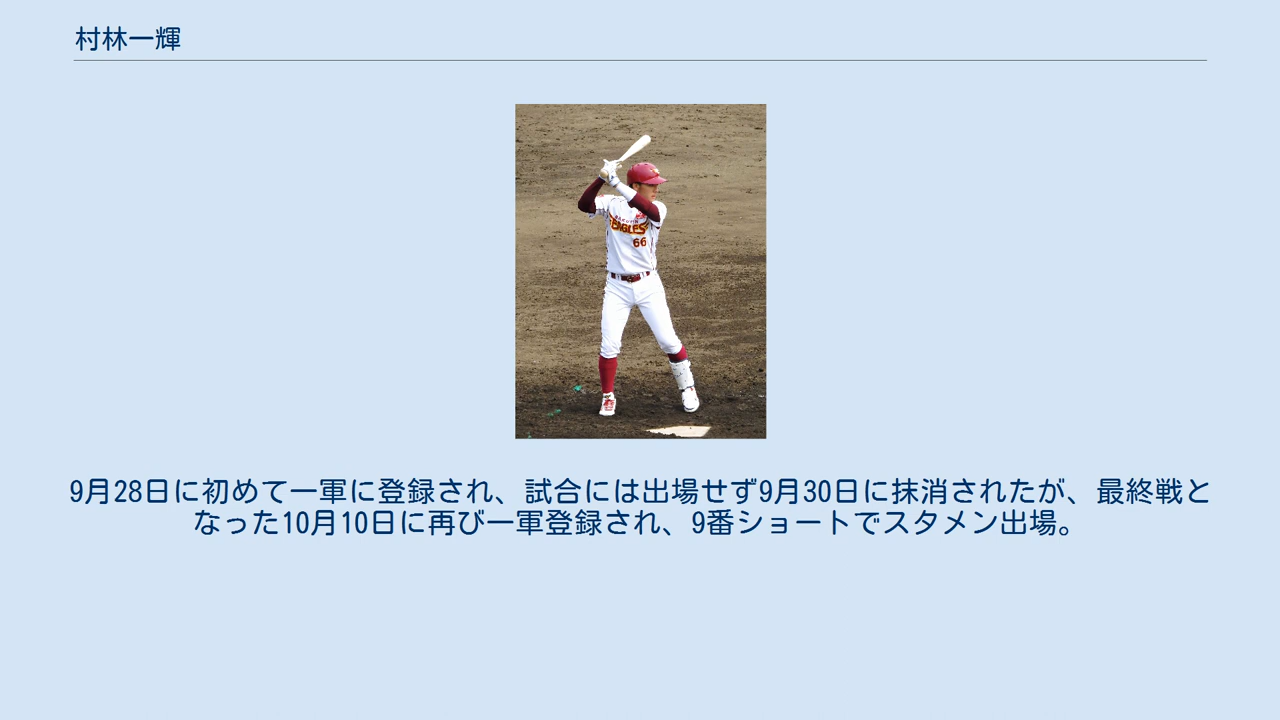 村林一輝
EAGLES
66
9月28日に初めて一軍に登録され、試合には出場せず9月30日に抹消されたが、最終戦と
なった10月10日に再び一軍登録され、9番ショートでスタメン出場。